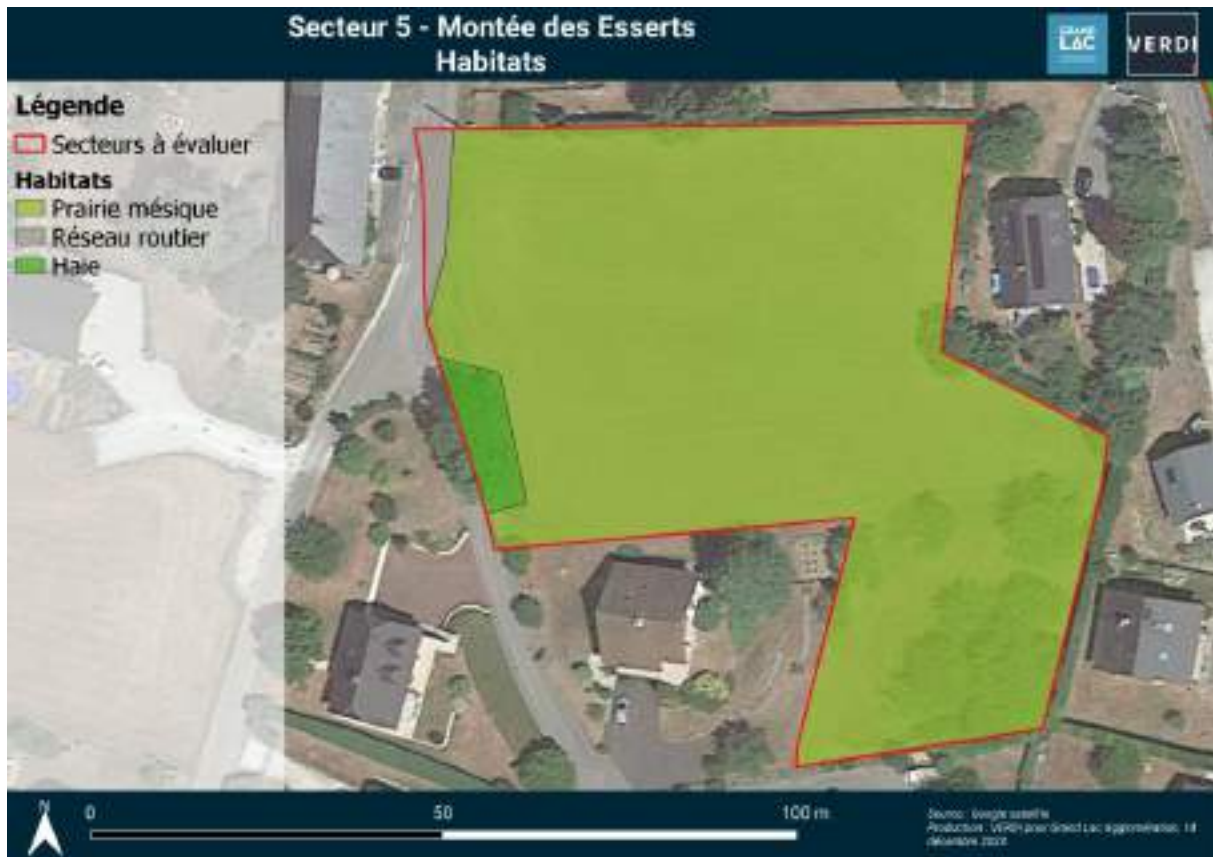 Secteur 5 - Montée des Esserts
Habitats
GRAND
LAC
VERDI
Légende
Secteurs à évaluer
Habitats
Prairie mésique
Réseau routier
Haie
N
0
50
100 m
Source : Google satellite
Production : VERDI pour Grand Lac agglomération, 18
décembre